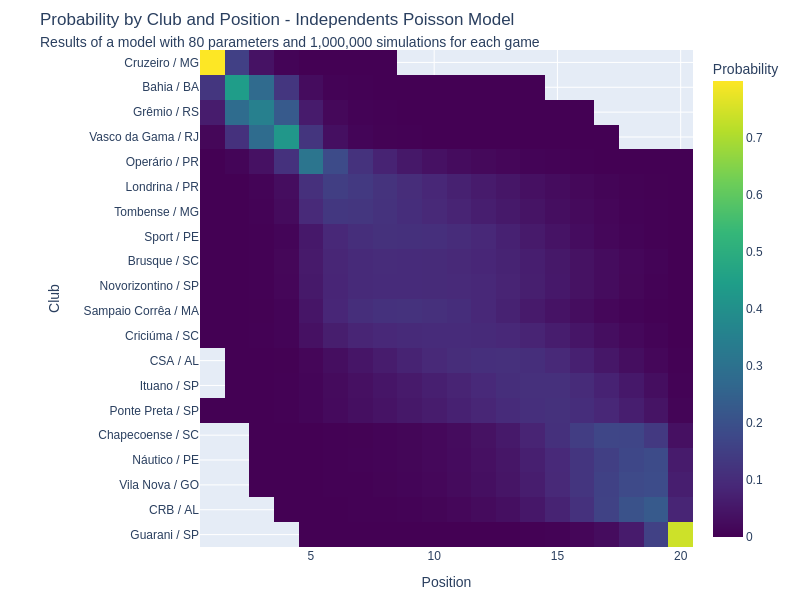 Probability by Club and Position - Independents Poisson Model
Results of a model with 80 parameters and 1,000,000 simulations for each game
Probability
Cruzeiro / MG
Bahia / BA
Grêmio / RS
Vasco da Gama / RJ
Operário / PR
Londrina / PR
Tombense / MG
Sport / PE
Brusque / SC
Novorizontino / SP
Sampaio Corrêa / MA
Criciúma / SC
CSA / AL
Ituano / SP
Ponte Preta / SP
Chapecoense / SC
Náutico / PE
Vila Nova / GO
CRB / AL
Guarani / SP
Club
0.7
0.6
0.5
0.4
0.3
0.2
0.1
0
5
10
15
20
Position